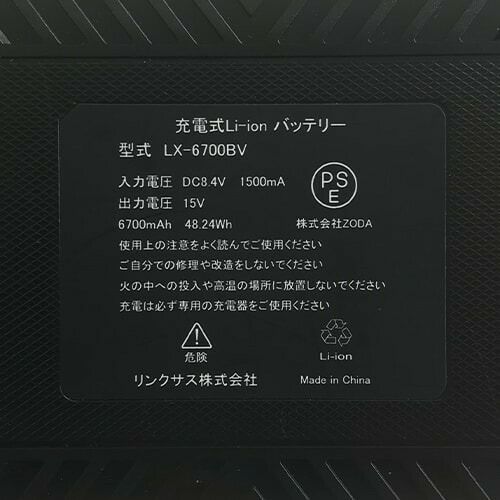 充電式Li-ion バッテリー
型式 LX-6700BV
入力電圧 DC8.4V 1500mA
出力電圧 15V
6700mAh 48.24Wh
PS
E
株式会社ZODA
使用上の注意をよく読んでご使用ください
ご自分での修理や改造をしないでください
火の中への投入や高温の場所に放置しないでください
充電は必ず専用の充電器をご使用ください
危険
Li-ion
リンクサス株式会社
Made in China